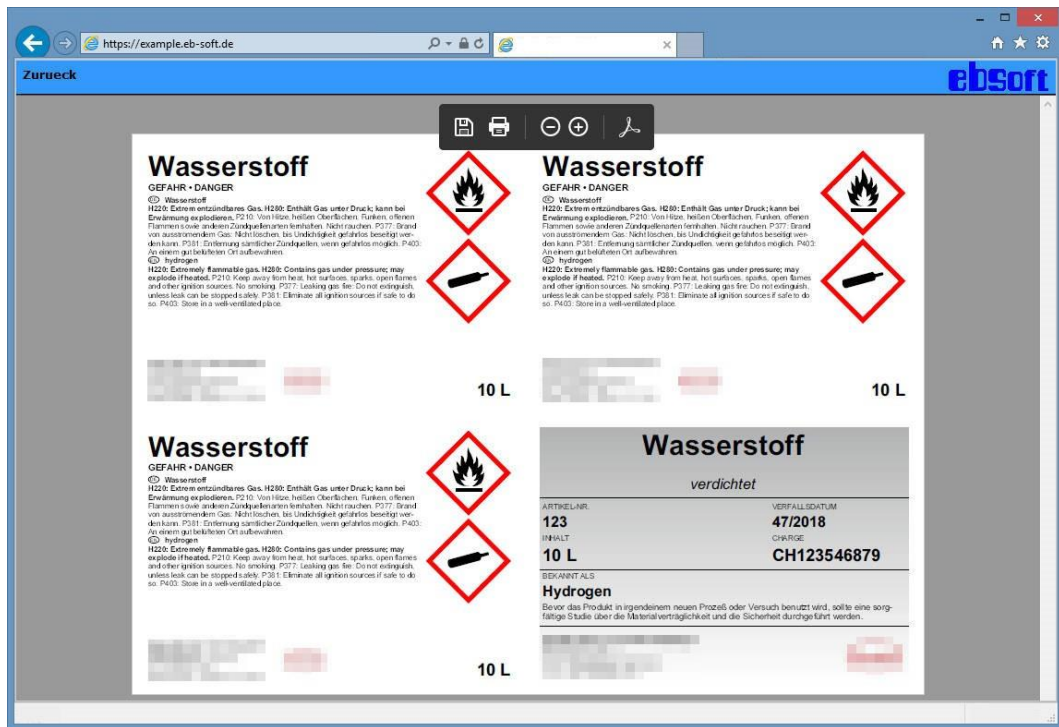 https://example.eb-soft.de
Zurueck
ebsoft
Wasserstoff
GEFAHR • DANGER
DE Wasserstoff
H220: Extrem entzündbares Gas. H280: Enthält Gas unter Druck; kann bei
Erwärmung explodieren. P210: Von Hitze, heißen Oberflächen, Funken, offenen
Flammen sowie anderen Zündquellenarten fernhalten. Nicht rauchen. P377: Brand
von ausströmendem Gas: Nicht löschen, bis Undichtigkeit gefahrlos beseitigt wer-
den kann. P381: Entfernung sämtlicher Zündquellen, wenn gefahrlos möglich. P403:
An einem gut belüfteten Ort aufbewahren.
hydrogen
H220: Extremely flammable gas. H280: Contains gas under pressure; may
explode if heated. P210: Keep away from heat, hot surfaces, sparks, open flames
and other ignition sources. No smoking. P377: Leaking gas fire: Do not extinguish,
unless leak can be stopped safely. P381: Eliminate all ignition sources if safe to do
so. P403: Store in a well-ventilated place.
10 L
Wasserstoff
GEFAHR • DANGER
DE Wasserstoff
H220: Extrem entzündbares Gas. H280: Enthält Gas unter Druck; kann bei
Erwärmung explodieren. P210: Von Hitze, heißen Oberflächen, Funken, offenen
Flammen sowie anderen Zündquellenarten fernhalten. Nicht rauchen. P377: Brand
von ausströmendem Gas: Nicht löschen, bis Undichtigkeit gefahrlos beseitigt wer-
den kann. P381: Entfernung sämtlicher Zündquellen, wenn gefahrlos möglich. P403:
An einem gut belüfteten Ort aufbewahren.
hydrogen
H220: Extremely flammable gas. H280: Contains gas under pressure; may
explode if heated. P210: Keep away from heat, hot surfaces, sparks, open flames
and other ignition sources. No smoking. P377: Leaking gas fire: Do not extinguish,
unless leak can be stopped safely. P381: Eliminate all ignition sources if safe to do
so. P403: Store in a well-ventilated place.
10 L
Wasserstoff
GEFAHR • DANGER
DE Wasserstoff
H220: Extrem entzündbares Gas. H280: Enthält Gas unter Druck; kann bei
Erwärmung explodieren. P210: Von Hitze, heißen Oberflächen, Funken, offenen
Flammen sowie anderen Zündquellenarten fernhalten. Nicht rauchen. P377: Brand
von ausströmendem Gas: Nicht löschen, bis Undichtigkeit gefahrlos beseitigt wer-
den kann. P381: Entfernung sämtlicher Zündquellen, wenn gefahrlos möglich. P403:
An einem gut belüfteten Ort aufbewahren.
hydrogen
H220: Extremely flammable gas. H280: Contains gas under pressure; may
explode if heated. P210: Keep away from heat, hot surfaces, sparks, open flames
and other ignition sources. No smoking. P377: Leaking gas fire: Do not extinguish,
unless leak can be stopped safely. P381: Eliminate all ignition sources if safe to do
so. P403: Store in a well-ventilated place.
10 L
Wasserstoff
verdichtet
ARTIKEL-NR. VERFALLSDATUM
123 47/2018
INHALT CHARGE
10 L CH123546879
BEKANNT ALS
Hydrogen
Bevor das Produkt in irgendeinem neuen Prozeß oder Versuch benutzt wird, sollte eine sorg-
fältige Studie über die Materialverträglichkeit und die Sicherheit durchgeführt werden.